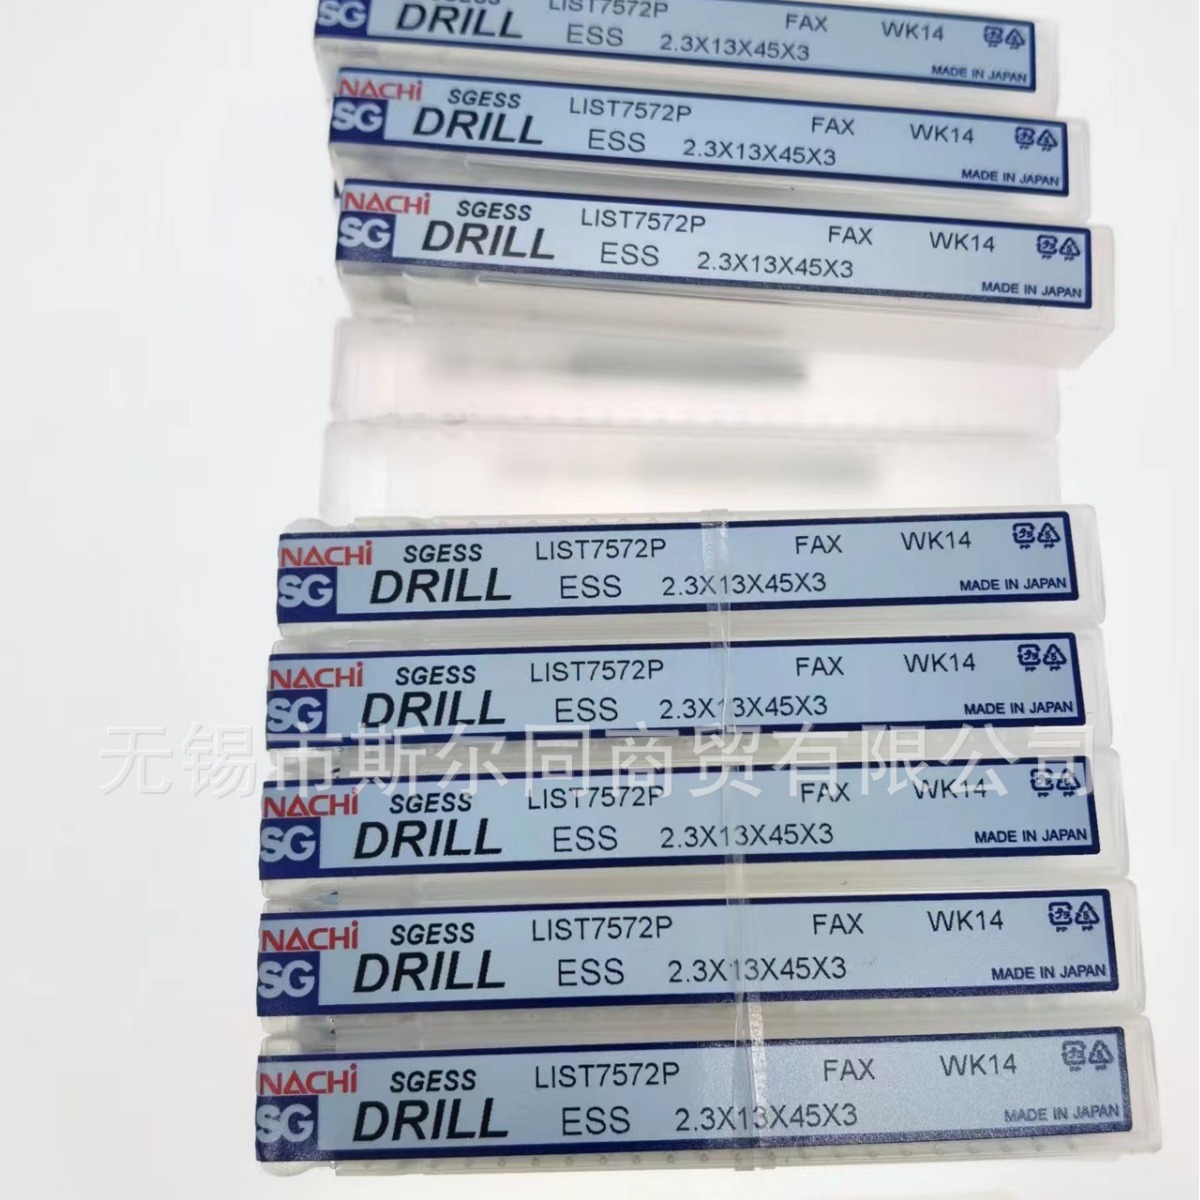 SG DRILL LIST7572P FAX WK14
ESS 2.3X13X45X3
MADE IN JAPAN
NACHi SGESS LIST7572P FAX WK14
SG DRILL ESS 2.3X13X45X3
MADE IN JAPAN
NACHi SGESS LIST7572P FAX WK14
SG DRILL ESS 2.3X13X45X3
MADE IN JAPAN
NACHi SGESS LIST7572P FAX WK14
SG DRILL ESS 2.3X13X45X3 MADE IN JAPAN
NACHi SGESS LIST7572P FAX WK14
SG DRILL ESS 2.3X13X45X3 MADE IN JAPAN
无锡市斯尔同商贸有限公司
NACHi SGESS LIST7572P FAX WK14
SG DRILL ESS 2.3X13X45X3 MADE IN JAPAN
NACHi SGESS LIST7572P FAX WK14
SG DRILL ESS 2.3X13X45X3 MADE IN JAPAN
NACHi SGESS LIST7572P FAX WK14
SG DRILL ESS 2.3X13X45X3 MADE IN JAPAN